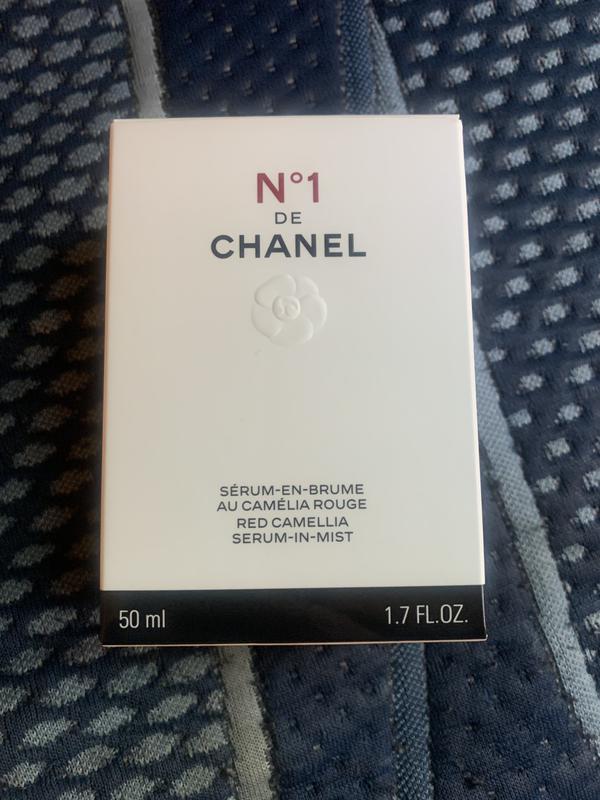 N°1
DE
CHANEL
SÉRUM-EN-BRUME
AU CAMÉLIA ROUGE
RED CAMELLIA
SERUM-IN-MIST
50 ml 1.7 FL.OZ.